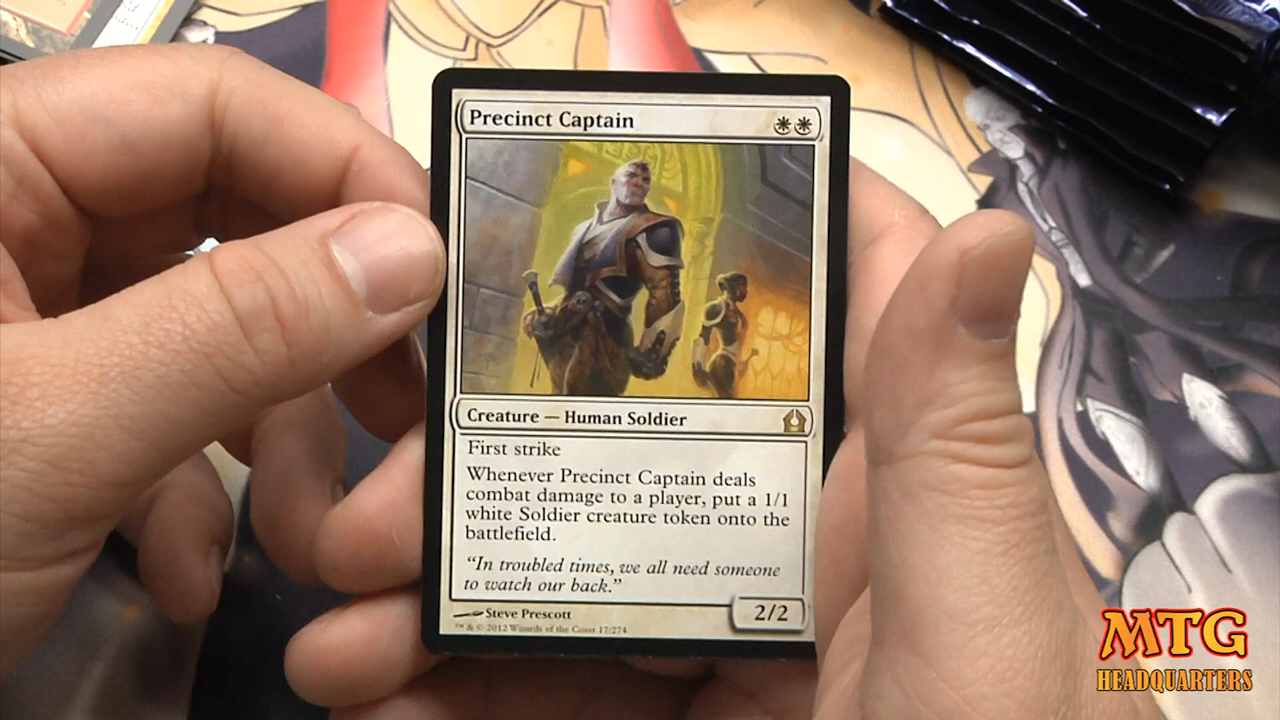 Precinct Captain
Creature — Human Soldier
First strike
Whenever Precinct Captain deals
combat damage to a player, put a 1/1
white Soldier creature token onto the
battlefield.
“In troubled times, we all need someone
to watch our back.”
Steve Prescott
2/2
™ & © 2012 Wizards of the Coast 17/274
MTG
HEADQUARTERS